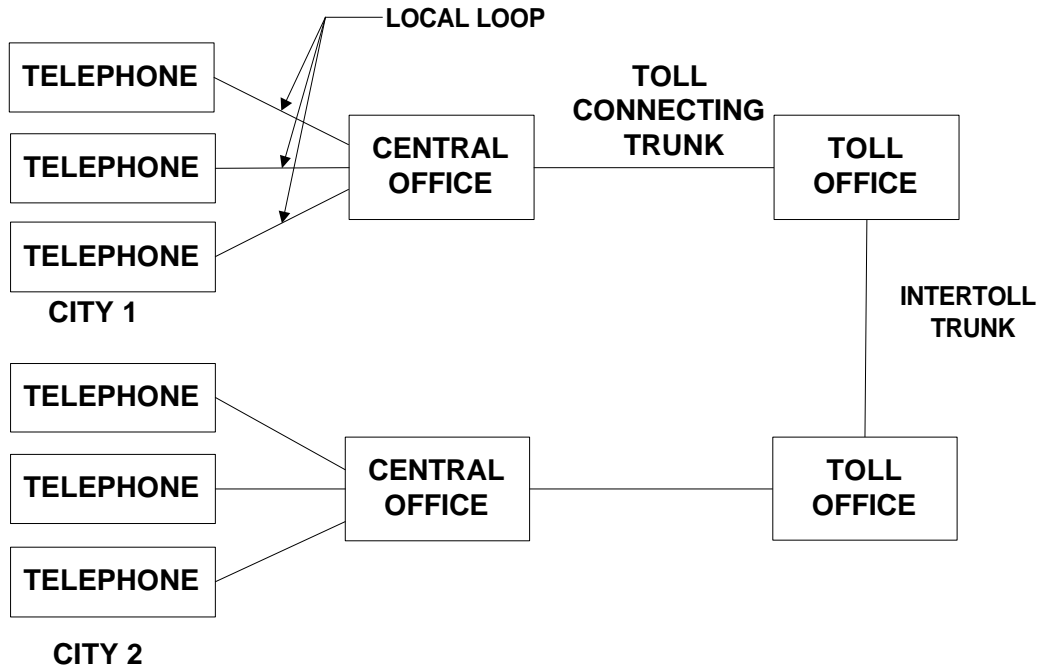 LOCAL LOOP
TELEPHONE
TOLL
CONNECTING
TRUNK
CENTRAL
OFFICE
TOLL
OFFICE
TELEPHONE
TELEPHONE
CITY 1
INTERTOLL
TRUNK
TELEPHONE
CENTRAL
OFFICE
TOLL
OFFICE
TELEPHONE
TELEPHONE
CITY 2